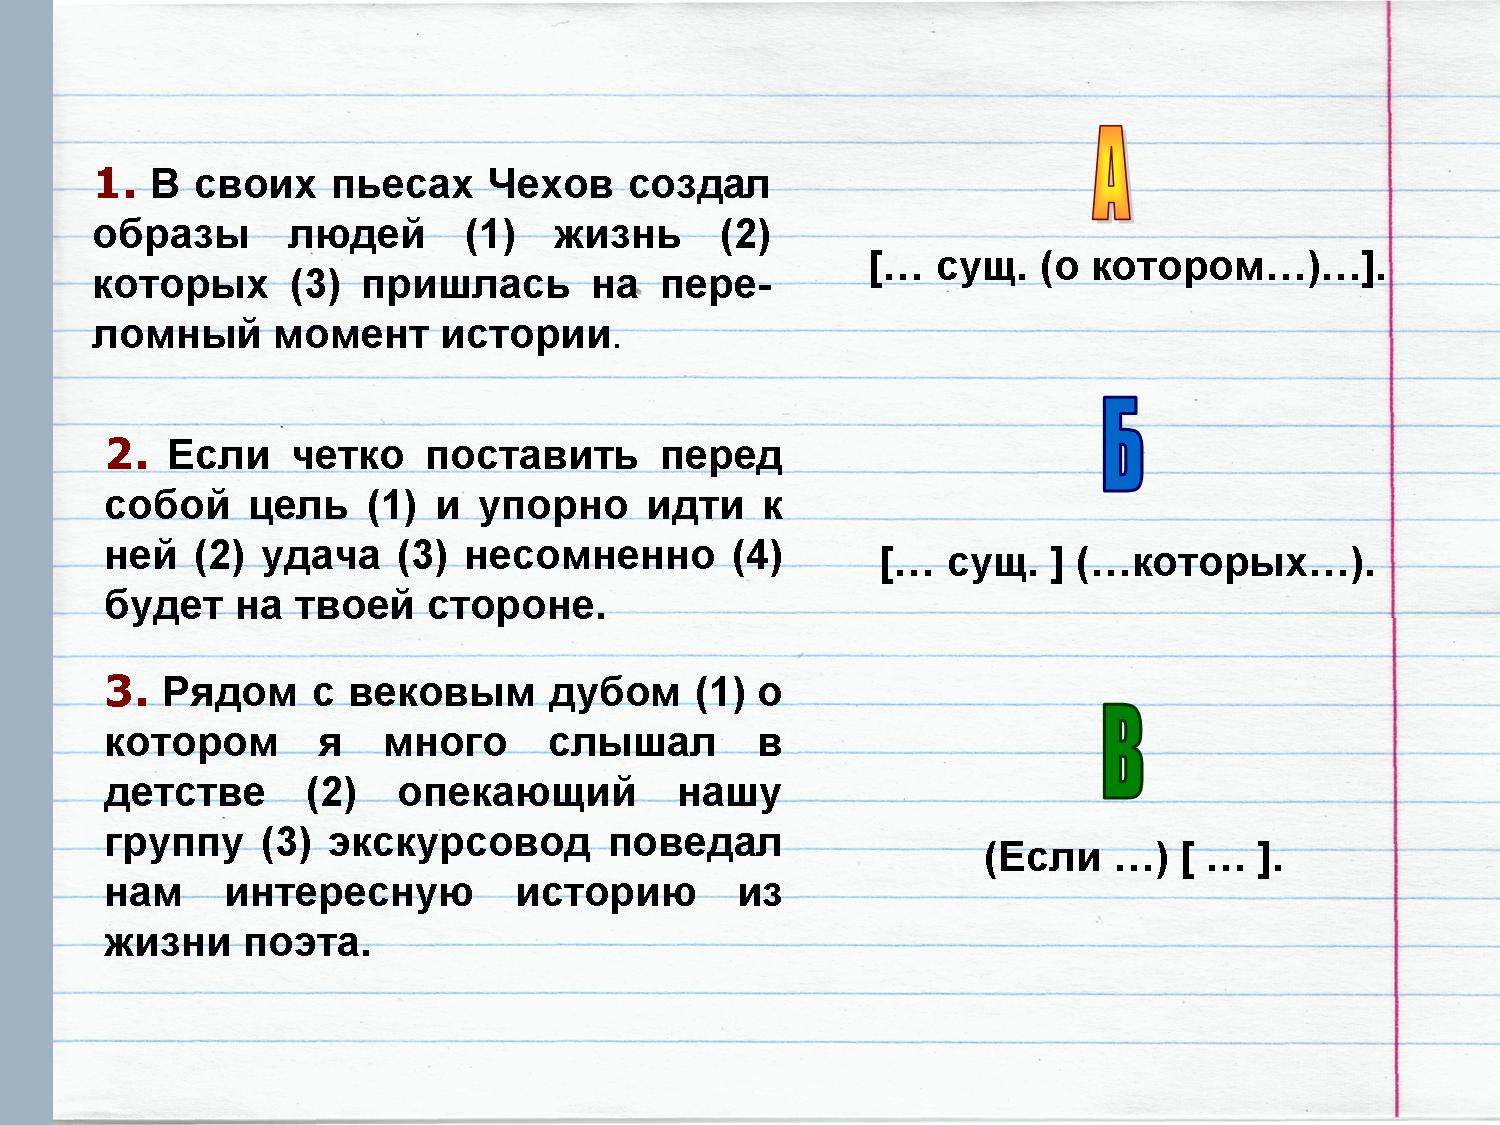 1. В своих пьесах Чехов создал
образы людей (1) жизнь (2)
которых (3) пришлась на пере-
ломный момент истории.
2. Если четко поставить перед
собой цель (1) и упорно идти к
ней (2) удача (3) несомненно (4)
будет на твоей стороне.
3. Рядом с вековым дубом (1) о
котором я много слышал в
детстве (2) опекающий нашу
группу (3) экскурсовод поведал
нам интересную историю из
жизни поэта.
А
[… сущ. (о котором…)…].
Б
[… сущ. ] (…которых…).
В
(Если …) [ … ].